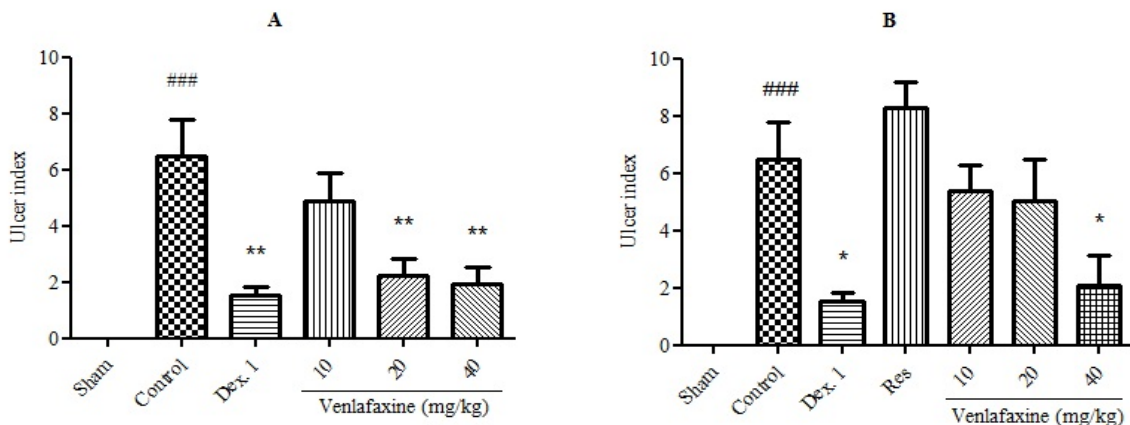 A
Ulcer index
10
8
6
4
2
0
###
**
**
**
Sham
Control
Dex. 1
10
20
40
Venlafaxine (mg/kg)
B
Ulcer index
10
8
6
4
2
0
###
*
*
Sham
Control
Dex. 1
Res
10
20
40
Venlafaxine (mg/kg)